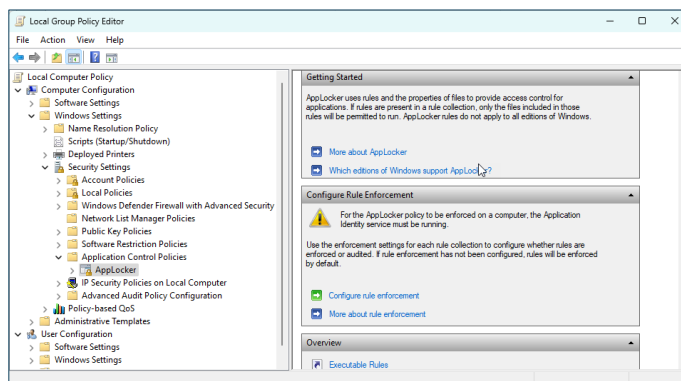 Local Group Policy Editor
File Action View Help
Local Computer Policy
Computer Configuration
Software Settings
Windows Settings
Name Resolution Policy
Scripts (Startup/Shutdown)
Deployed Printers
Security Settings
Account Policies
Local Policies
Windows Defender Firewall with Advanced Security
Network List Manager Policies
Public Key Policies
Software Restriction Policies
Application Control Policies
AppLocker
IP Security Policies on Local Computer
Advanced Audit Policy Configuration
Policy-based QoS
Administrative Templates
User Configuration
Software Settings
Windows Settings
Getting Started
AppLocker uses rules and the properties of files to provide access control for
applications. If rules are present in a rule collection, only the files included in those
rules will be permitted to run. AppLocker rules do not apply to all editions of Windows.
More about AppLocker
Which editions of Windows support AppLocker?
Configure Rule Enforcement
For the AppLocker policy to be enforced on a computer, the Application
Identity service must be running.
Use the enforcement settings for each rule collection to configure whether rules are
enforced or audited. If rule enforcement has not been configured, rules will be enforced
by default.
Configure rule enforcement
More about rule enforcement
Overview
Executable Rules